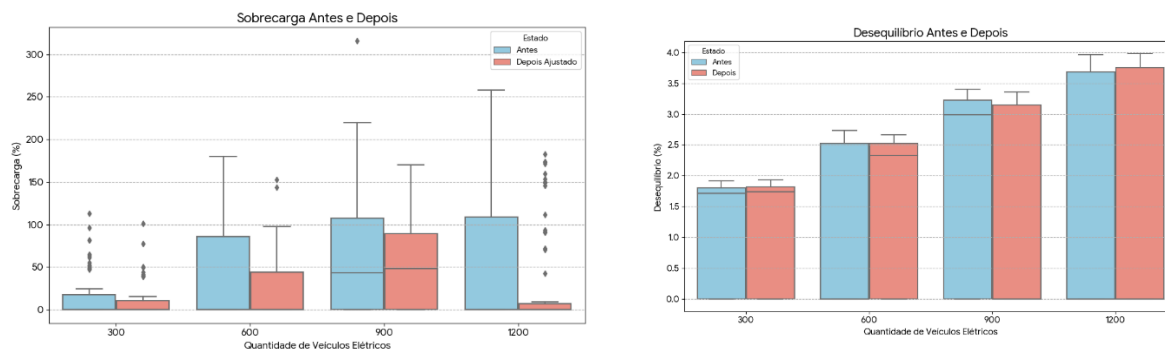 Sobrecarga Antes e Depois
Estado
Antes
Depois Ajustado
300
250
200
150
100
50
0
Sobrecarga (%)
300
600
900
1200
Quantidade de Veículos Elétricos
Desequilíbrio Antes e Depois
Estado
Antes
Depois
4.0
3.5
3.0
2.5
2.0
1.5
1.0
0.5
0.0
Desequilíbrio (%)
300
600
900
1200
Quantidade de Veículos Elétricos